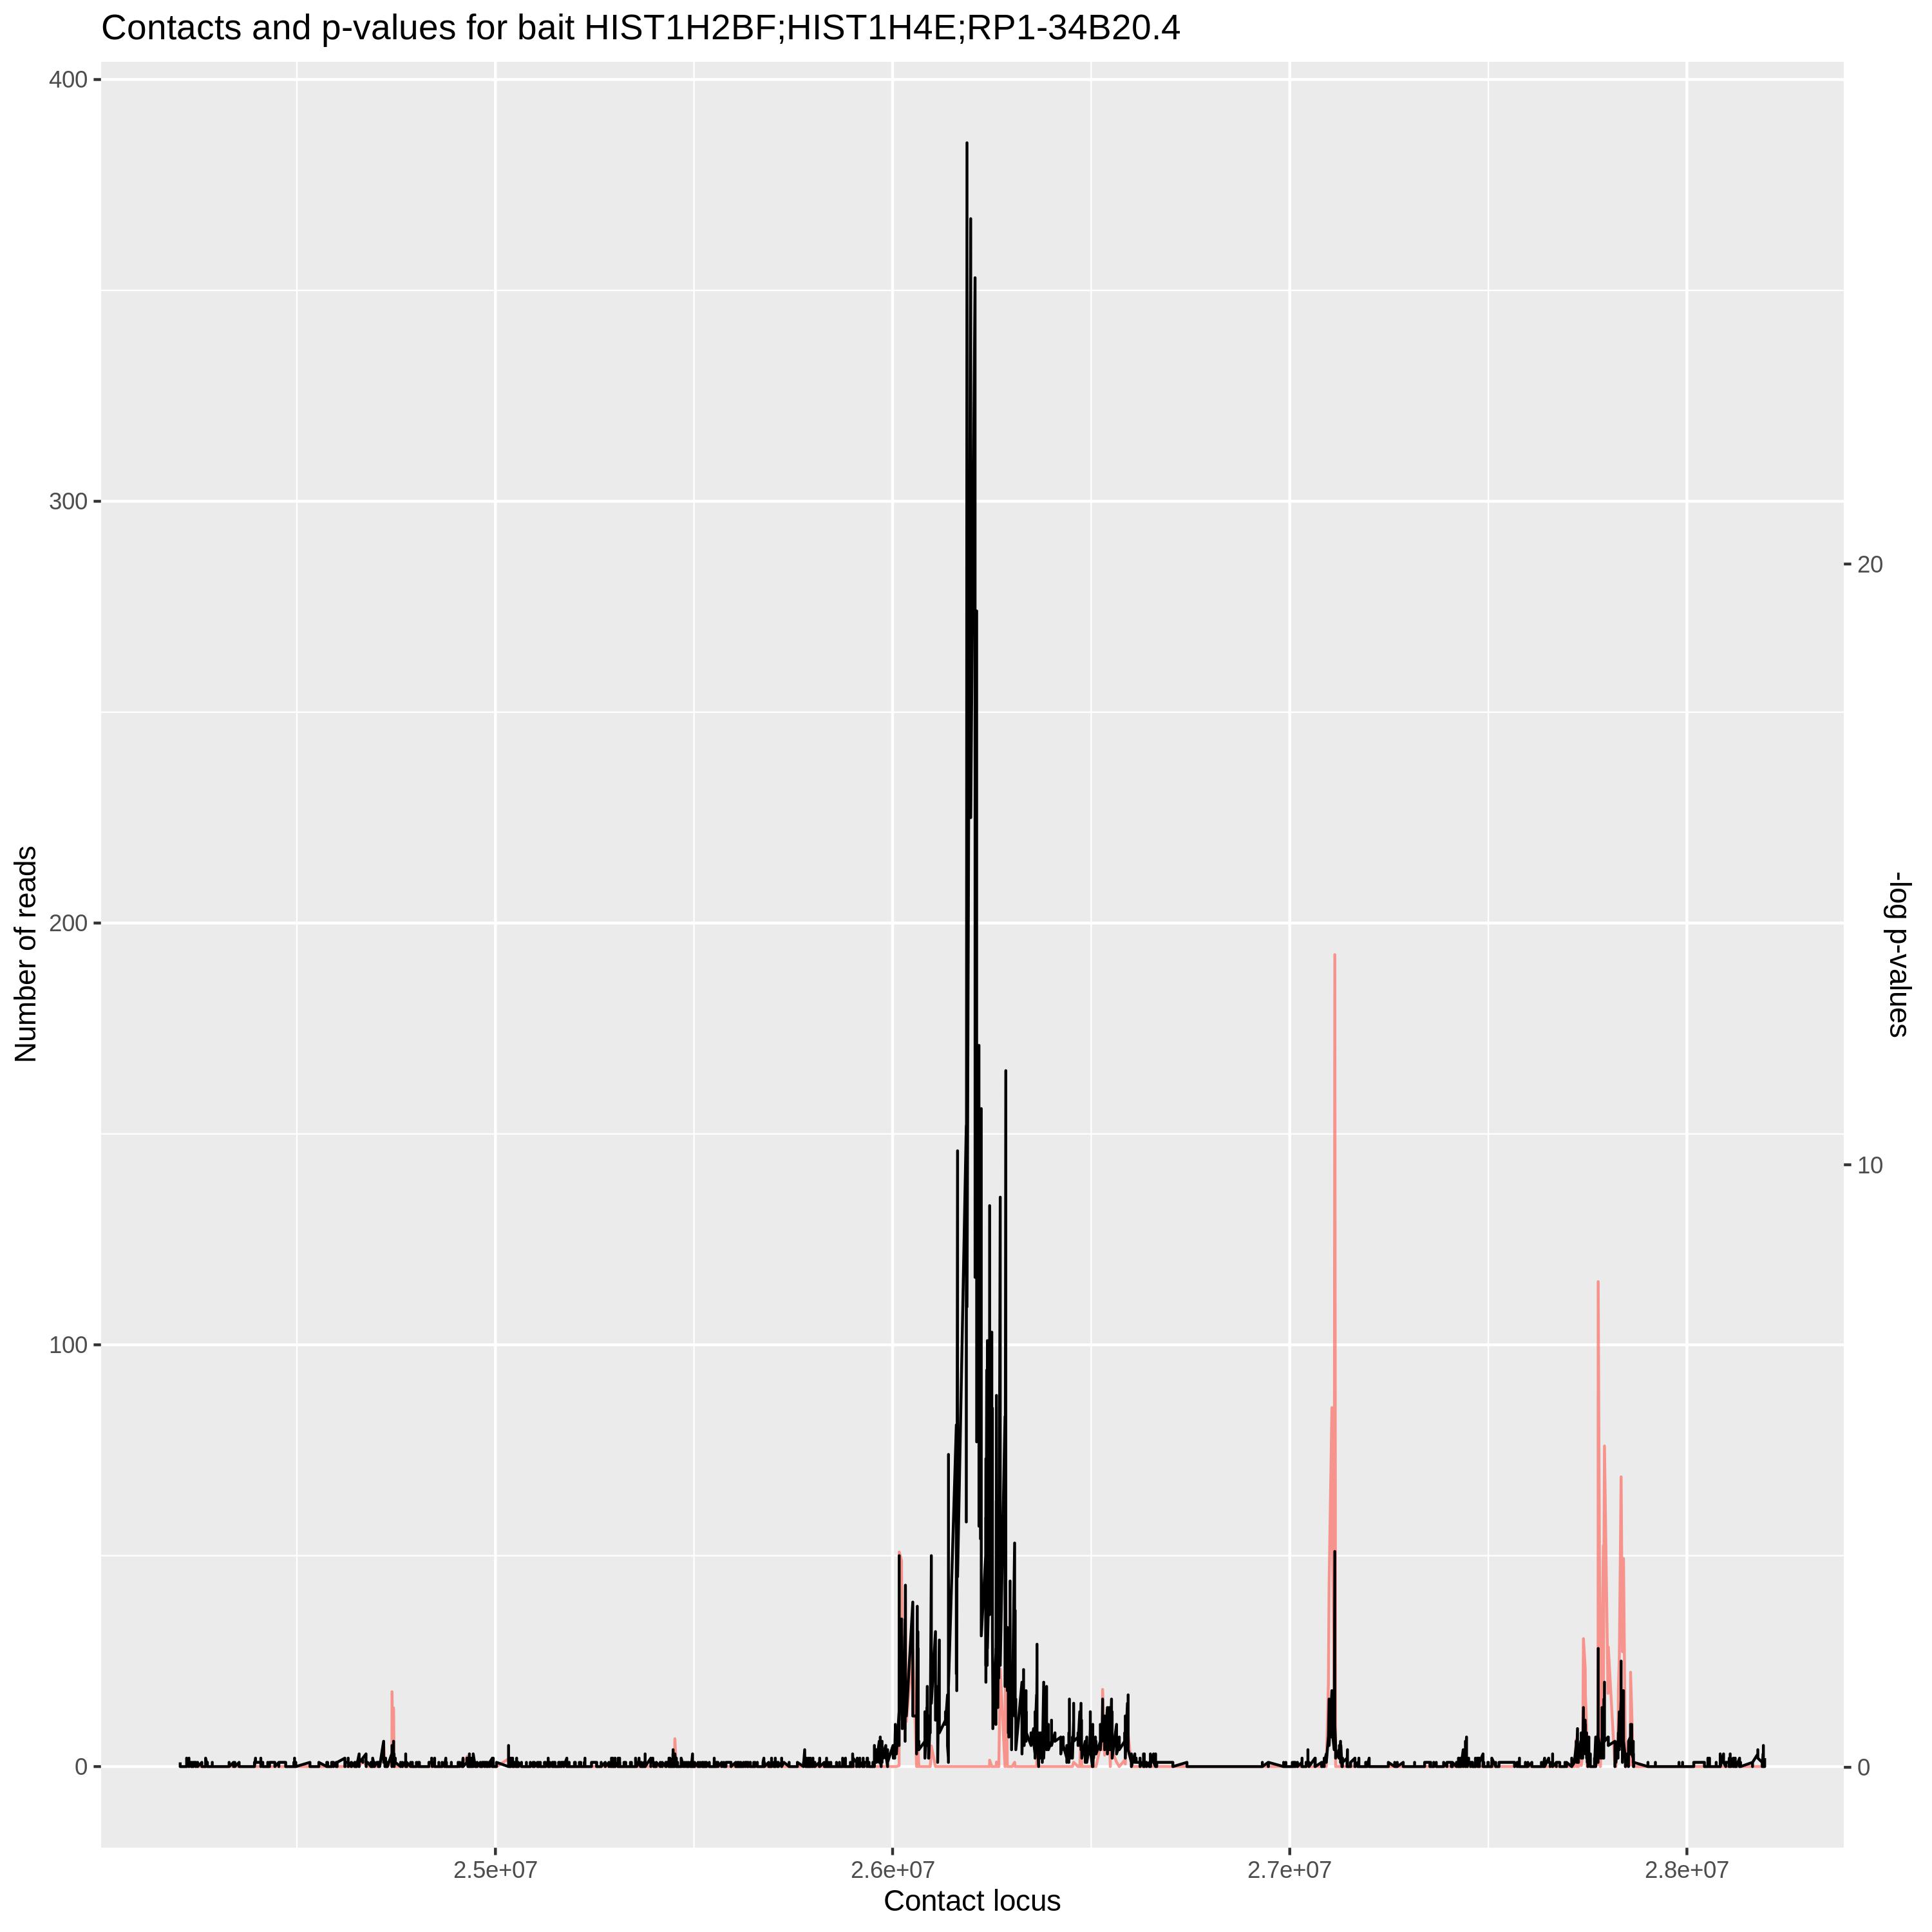 Contacts and p-values for bait HIST1H2BF;HIST1H4E;RP1-34B20.4
400
300
200
100
0
Number of reads
20
10
0
-log p-values
2.5e+07
2.6e+07
2.7e+07
2.8e+07
Contact locus